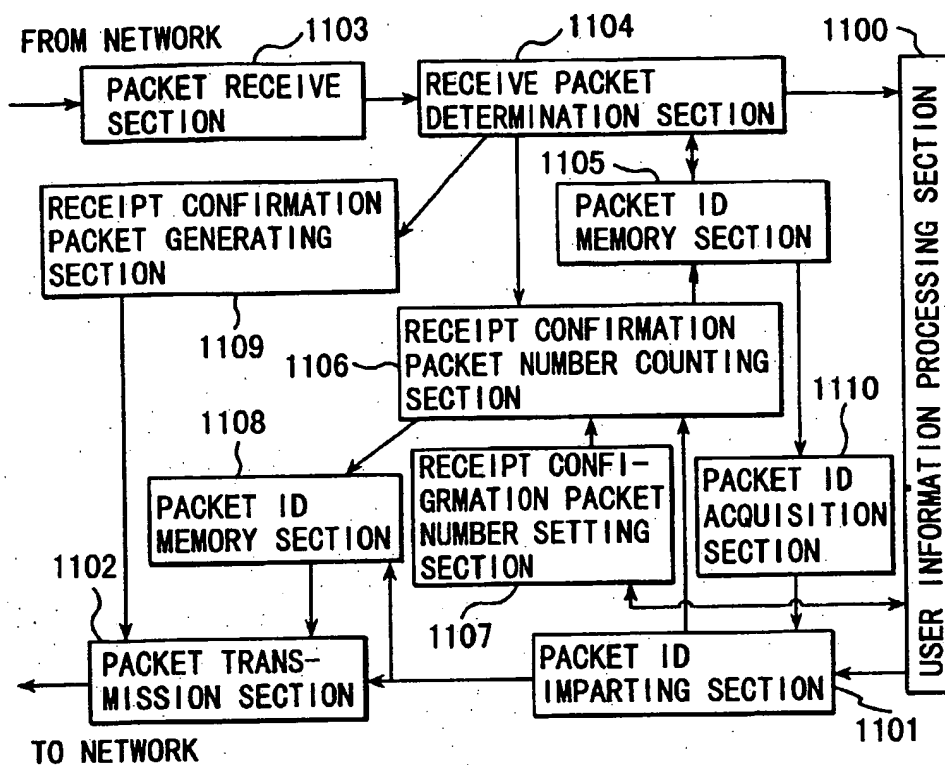 FROM NETWORK
1103
1104
1100
PACKET RECEIVE
SECTION
RECEIVE PACKET
DETERMINATION SECTION
1105
PACKET ID
MEMORY SECTION
RECEIPT CONFIRMATION
PACKET GENERATING
SECTION
1109
1106
RECEIPT CONFIRMATION
PACKET NUMBER COUNTING
SECTION
1110
1108
PACKET ID
MEMORY SECTION
RECEIPT CONFI-
GRMATION PACKET
NUMBER SETTING
SECTION
PACKET ID
ACQUISITION
SECTION
USER INFORMATION PROCESSING SECTION
1102
1107
PACKET TRANS-
MISSION SECTION
PACKET ID
IMPARTING SECTION
1101
TO NETWORK